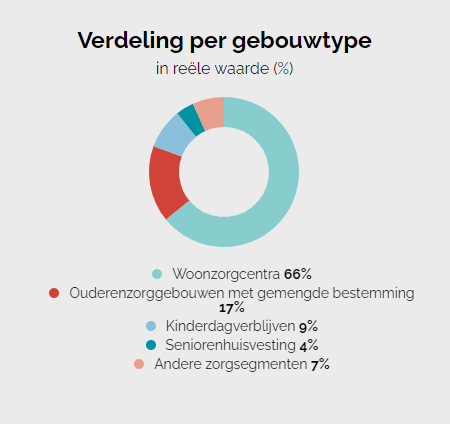 Verdeling per gebouwtype
in reële waarde (%)
Woonzorgcentra 66%
Ouderenzorggebouwen met gemengde bestemming
17%
Kinderdagverblijven 9%
Seniorenhuisvesting 4%
Andere zorgsegmenten 7%